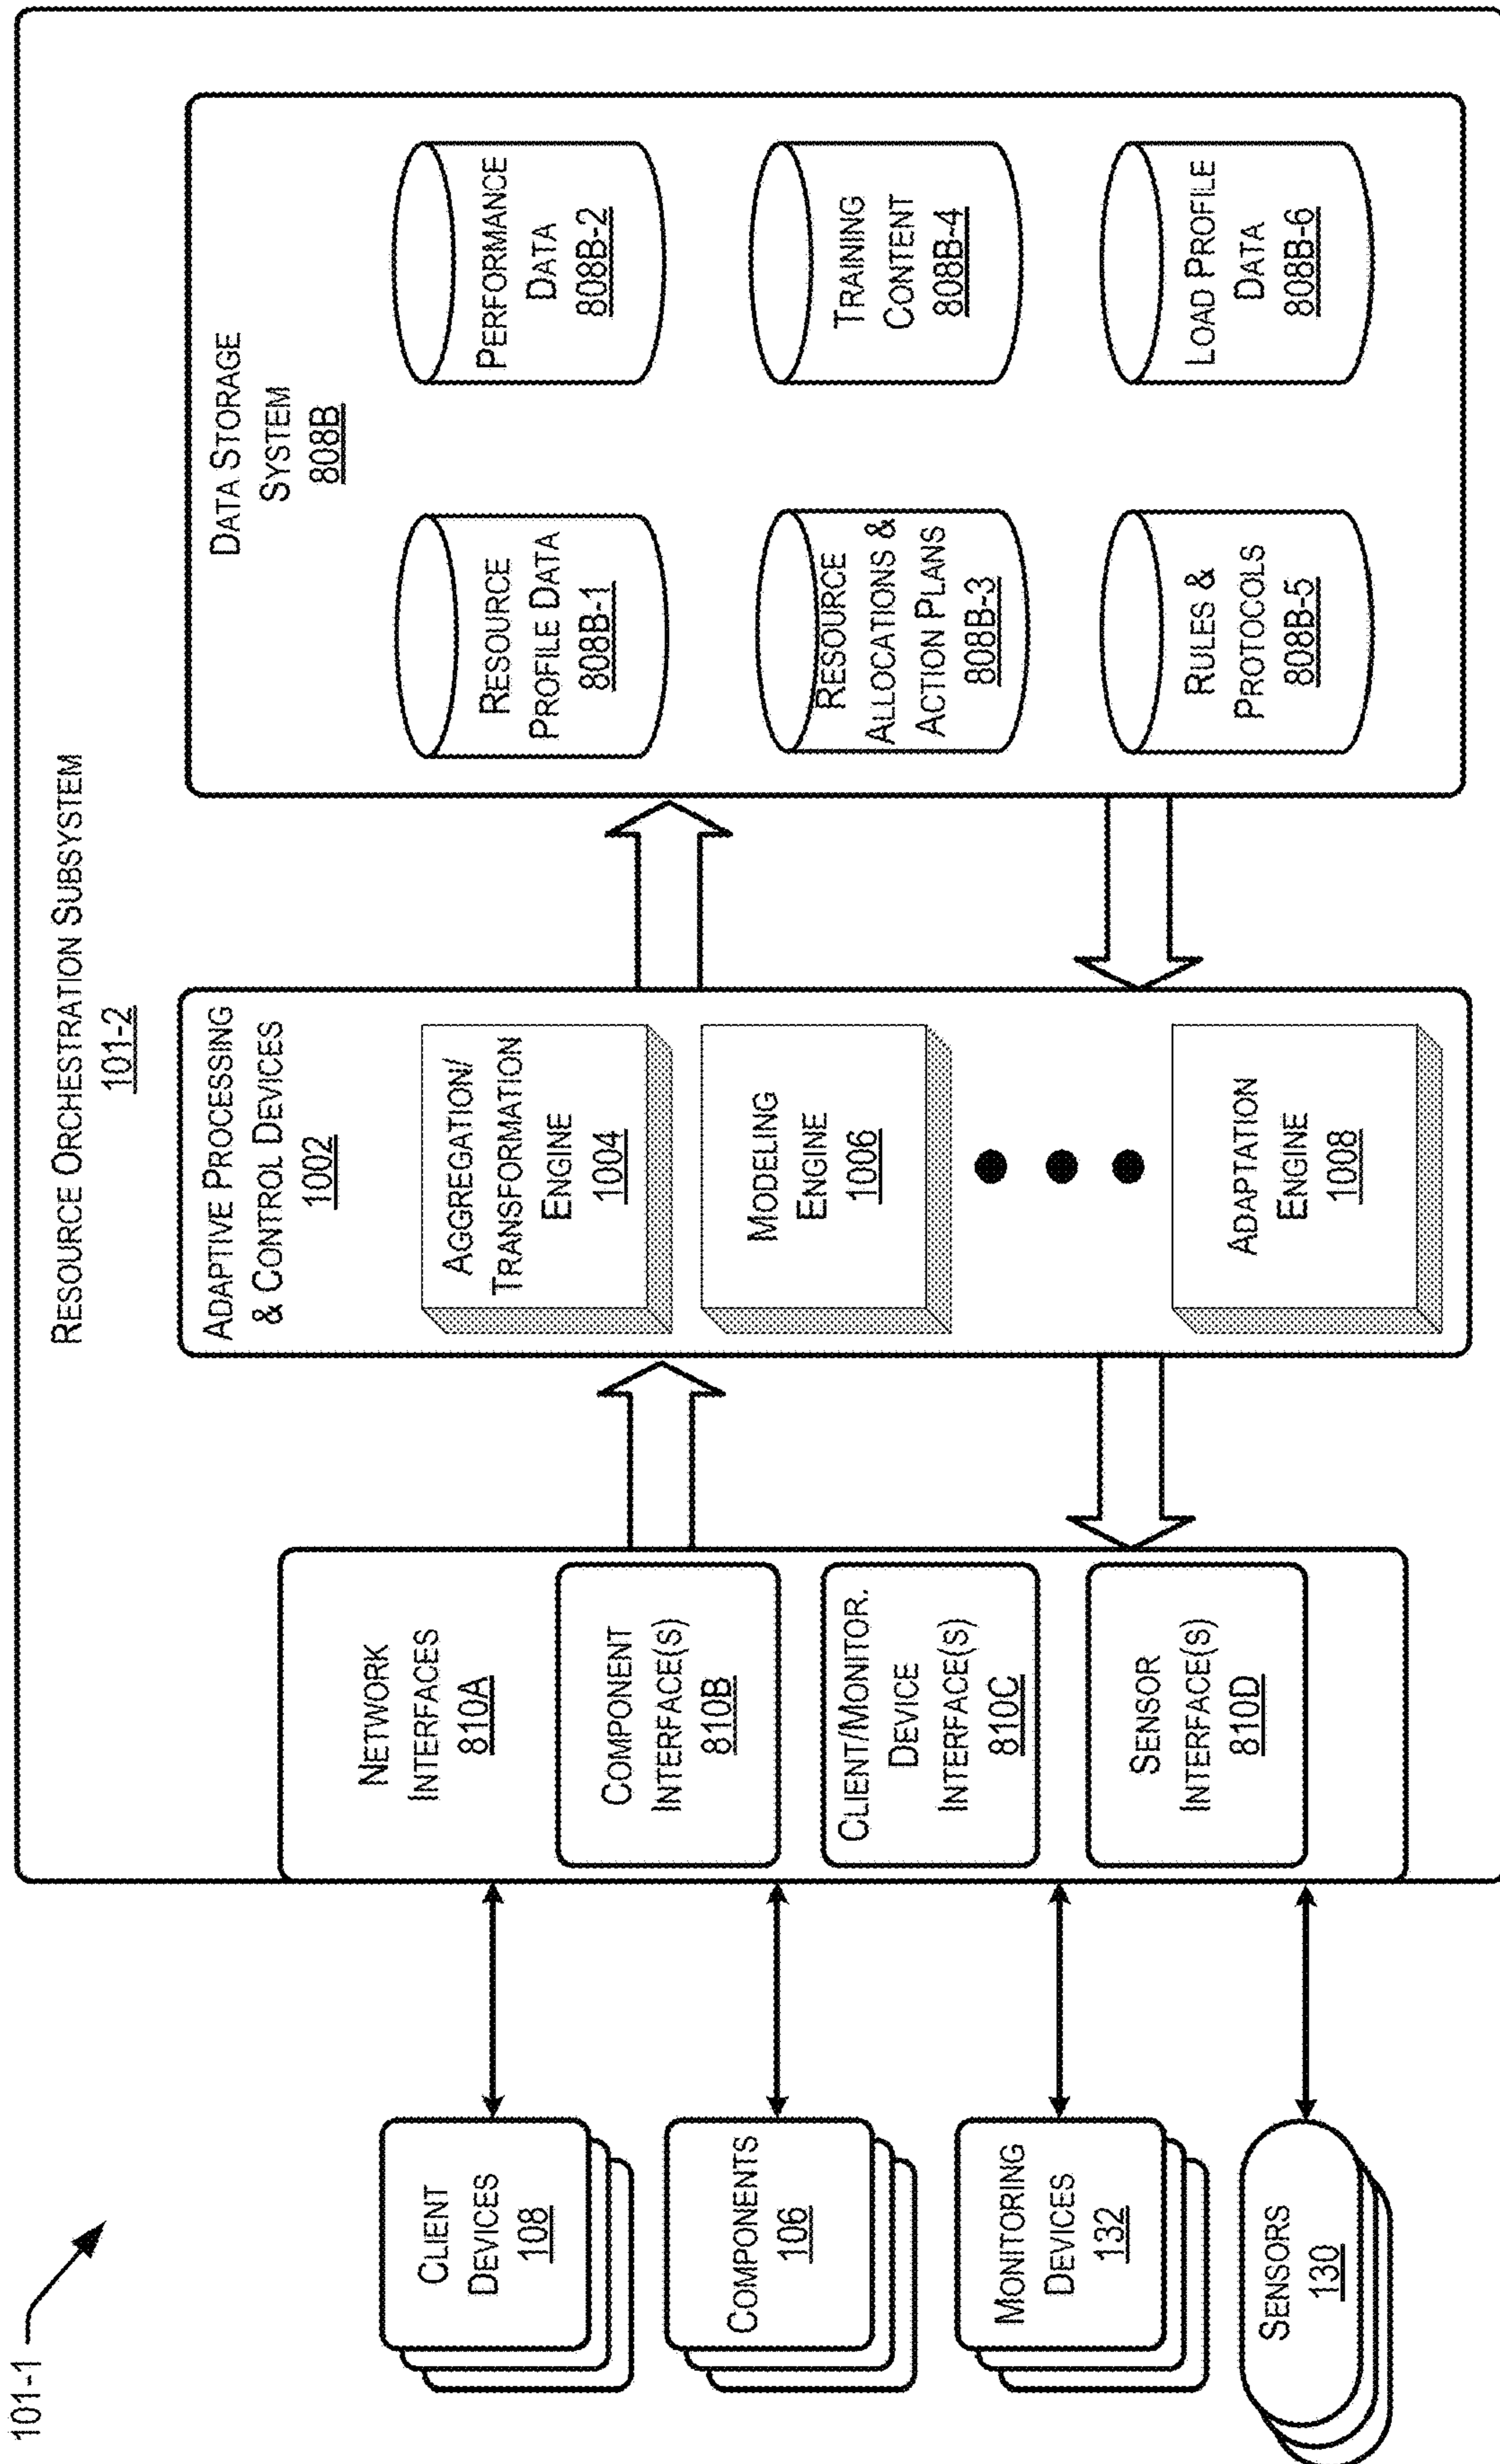 101-1
RESOURCE ORCHESTRATION SUBSYSTEM
101-2
CLIENT
DEVICES
108
COMPONENTS
106
MONITORING
DEVICES
132
SENSORS
130
NETWORK
INTERFACES
810A
COMPONENT
INTERFACE(S)
810B
CLIENT/MONITOR.
DEVICE
INTERFACE(S)
810C
SENSOR
INTERFACE(S)
810D
ADAPTIVE PROCESSING
& CONTROL DEVICES
1002
AGGREGATION/
TRANSFORMATION
ENGINE
1004
MODELING
ENGINE
1006
ADAPTATION
ENGINE
1008
DATA STORAGE
SYSTEM
808B
RESOURCE
PROFILE DATA
808B-1
PERFORMANCE
DATA
808B-2
RESOURCE
ALLOCATIONS &
ACTION PLANS
808B-3
TRAINING
CONTENT
808B-4
RULES &
PROTOCOLS
808B-5
LOAD PROFILE
DATA
808B-6